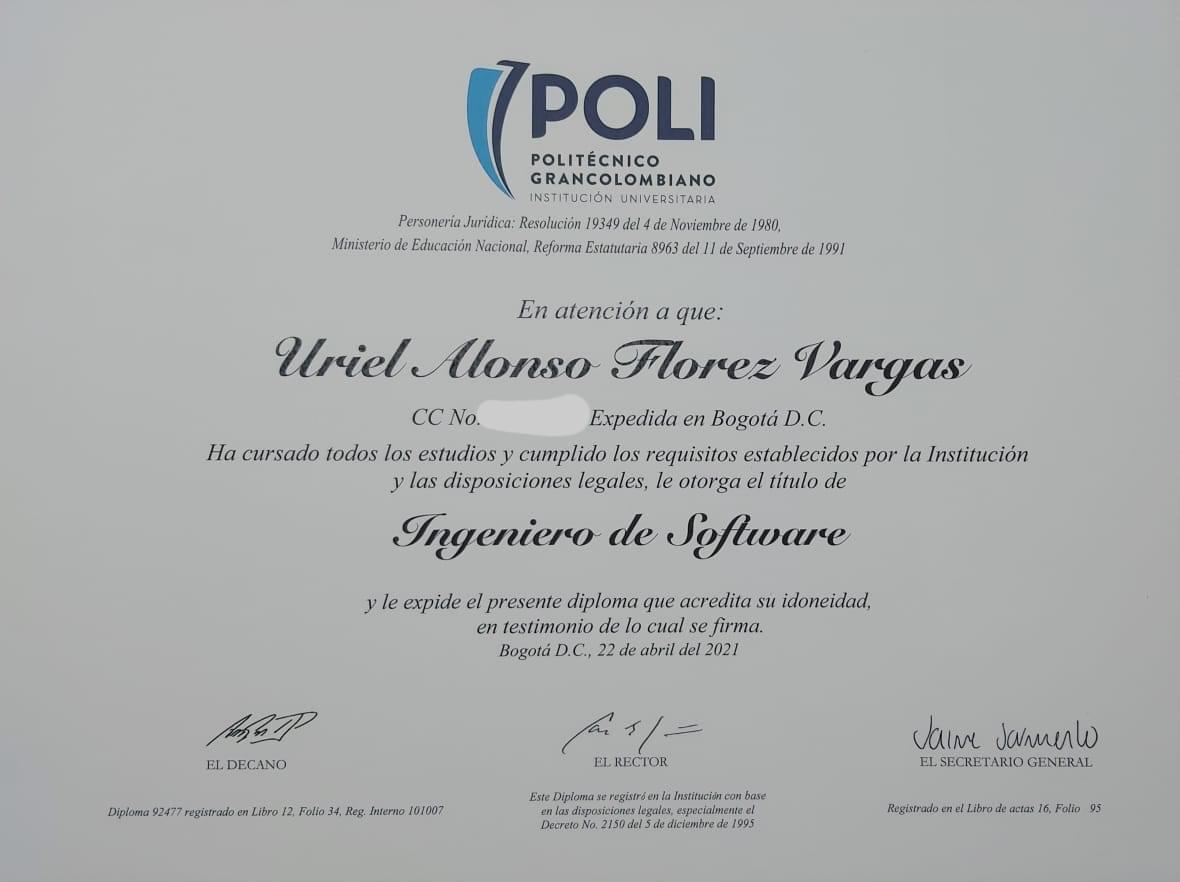 POLI
POLITÉCNICO
GRANCOLOMBIANO
INSTITUCIÓN UNIVERSITARIA
Personería Jurídica: Resolución 19349 del 4 de Noviembre de 1980,
Ministerio de Educación Nacional, Reforma Estatutaria 8963 del 11 de Septiembre de 1991
En atención a que:
Uriel Alonso Florez Vargas
CC No. Expedida en Bogotá D.C.
Ha cursado todos los estudios y cumplido los requisitos establecidos por la Institución
y las disposiciones legales, le otorga el título de
Ingeniero de Software
y le expide el presente diploma que acredita su idoneidad,
en testimonio de lo cual se firma.
Bogotá D.C., 22 de abril del 2021
Jaime Sarmiento
EL DECANO
EL RECTOR
EL SECRETARIO GENERAL
Diploma 92477 registrado en Libro 12, Folio 34, Reg. Interno 101007
Este Diploma se registró en la Institución con base
en las disposiciones legales, especialmente el
Decreto No. 2150 del 5 de diciembre de 1995
Registrado en el Libro de actas 16, Folio 95